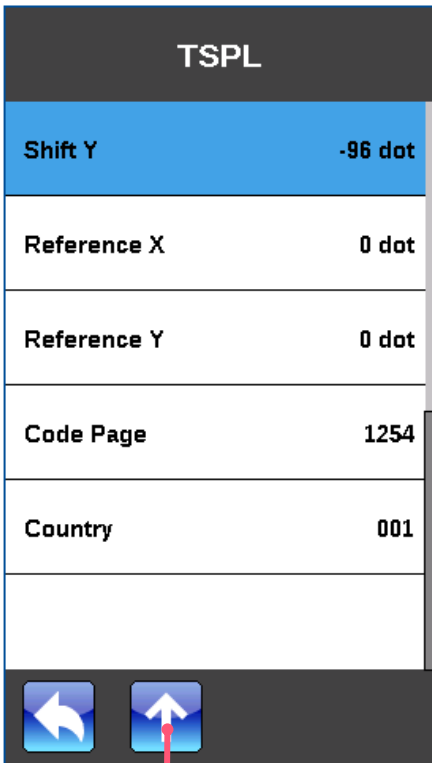 TSPL
Shift Y -96 dot
Reference X 0 dot
Reference Y 0 dot
Code Page 1254
Country 001